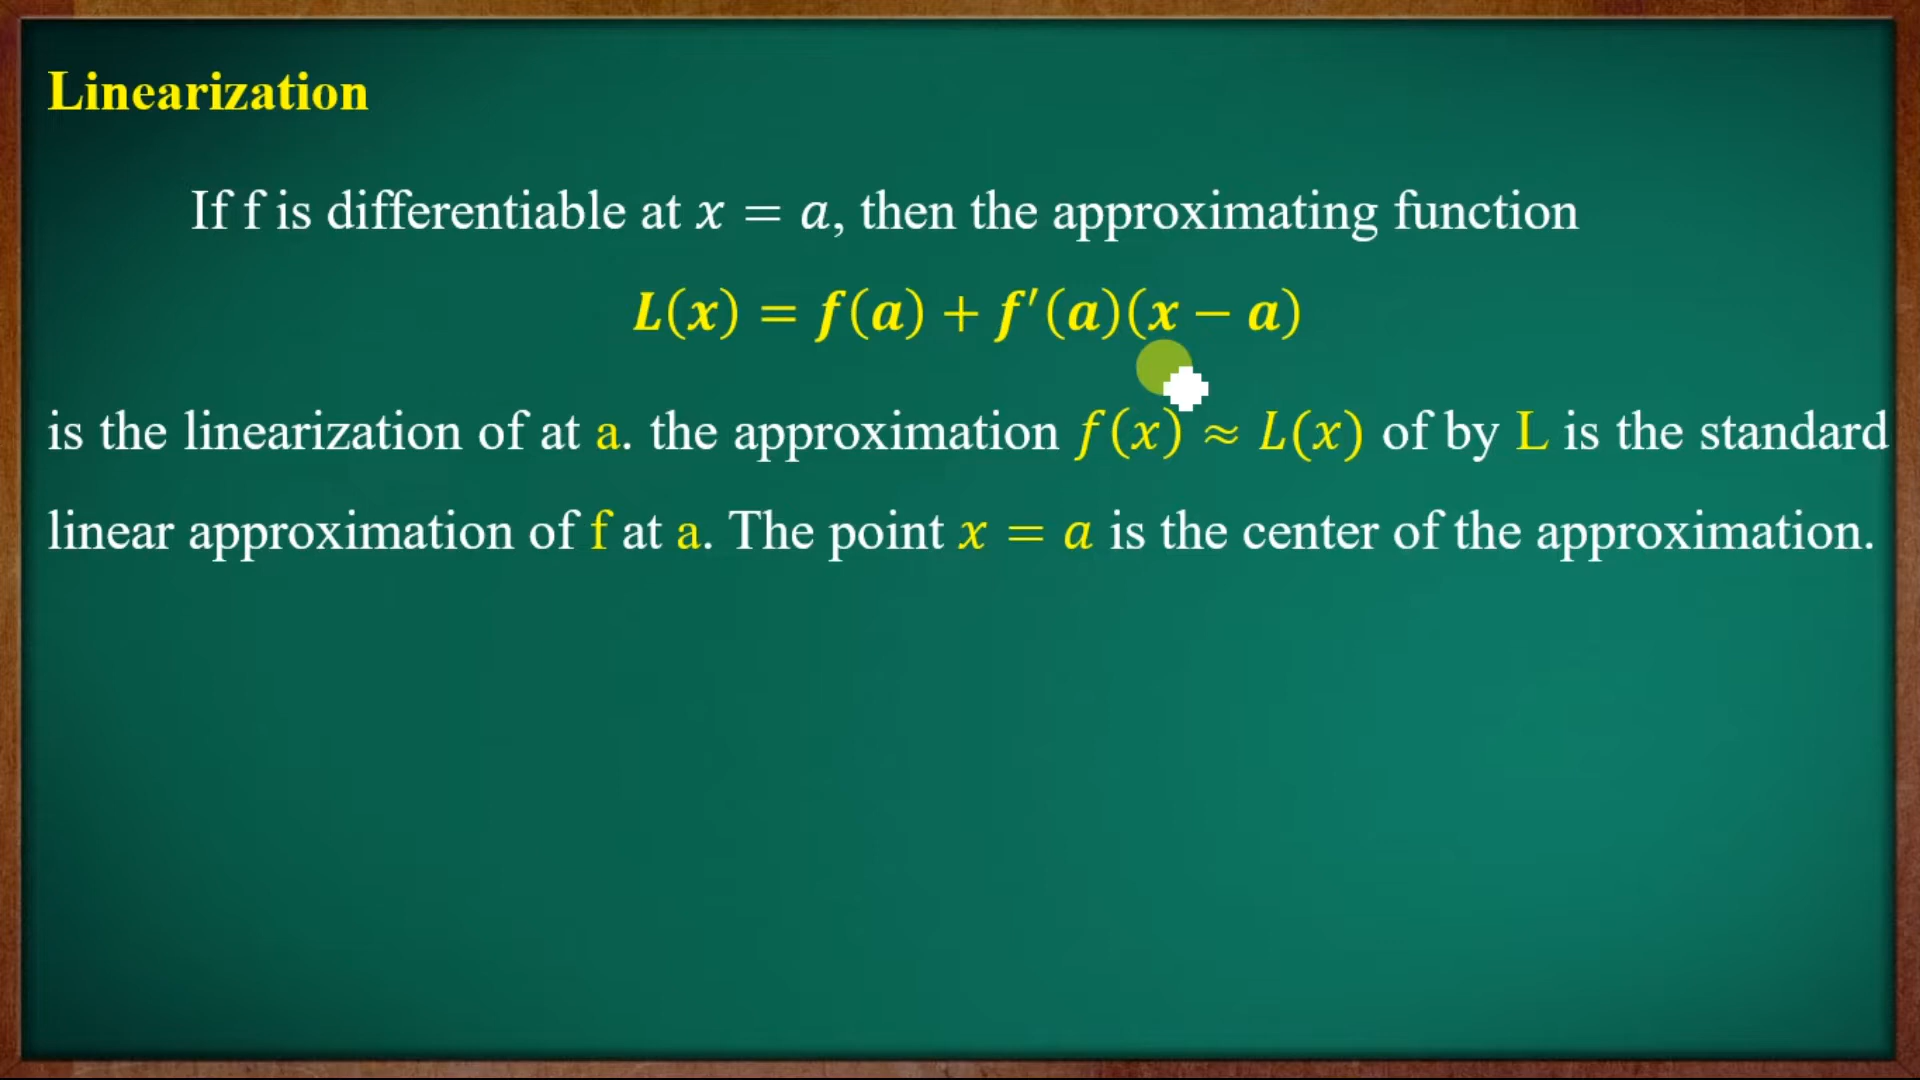 Linearization
If f is differentiable at x = a, then the approximating function
L(x) = f(a) + f′(a)(x − a)
is the linearization of at a. the approximation f(x) ≈ L(x) of by L is the standard
linear approximation of f at a. The point x = a is the center of the approximation.